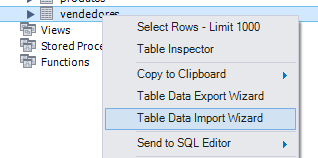 produtos
vendedores
Views
Stored Proce
Functions
Select Rows - Limit 1000
Table Inspector
Copy to Clipboard
Table Data Export Wizard
Table Data Import Wizard
Send to SQL Editor